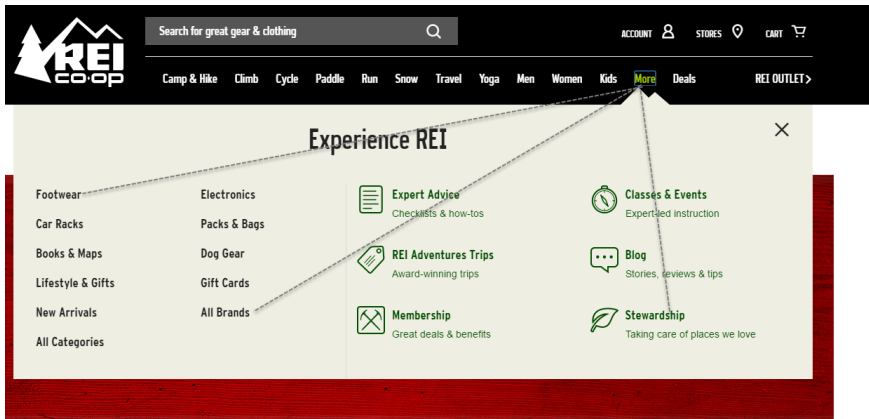 Search for great gear & clothing
ACCOUNT STORES CART
REI
CO·OP
Camp & Hike Climb Cycle Paddle Run Snow Travel Yoga Men Women Kids More Deals REI OUTLET >
Experience REI
Footwear
Car Racks
Books & Maps
Lifestyle & Gifts
New Arrivals
All Categories
Electronics
Packs & Bags
Dog Gear
Gift Cards
All Brands
Expert Advice
Checklists & how-tos
REI Adventures Trips
Award-winning trips
Membership
Great deals & benefits
Classes & Events
Expert-led instruction
Blog
Stories, reviews & tips
Stewardship
Taking care of places we love